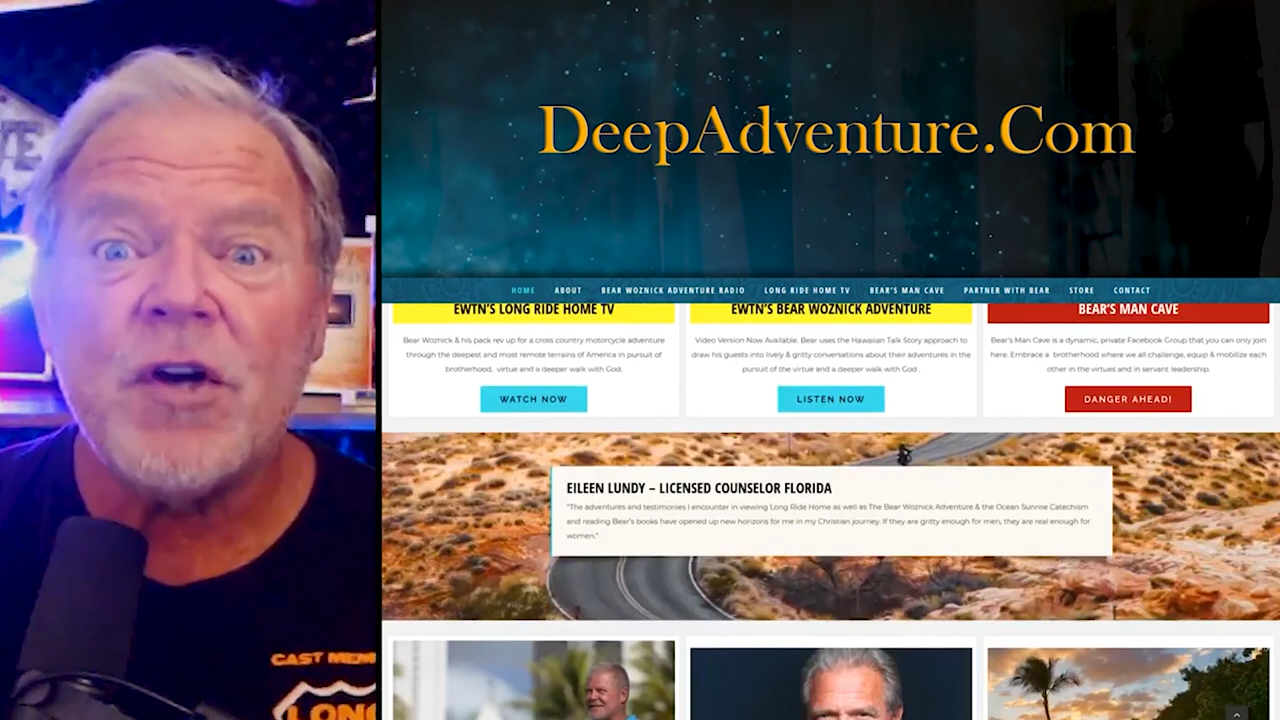 DeepAdventure.Com
HOME ABOUT BEAR WOZNICK ADVENTURE RADIO LONG RIDE HOME TV BEAR'S MAN CAVE PARTNER WITH BEAR STORE CONTACT
EWTN'S LONG RIDE HOME TV
Bear Woznick & his pack rev up for a cross country motorcycle adventure
through the deepest and most remote terrains of America in pursuit of
brotherhood, virtue and a deeper walk with God.
WATCH NOW
EWTN'S BEAR WOZNICK ADVENTURE
Video Version Now Available. Bear uses the Hawaiian Talk Story approach to
draw his guests into lively & gritty conversations about their adventures in the
pursuit of the virtue and a deeper walk with God .
LISTEN NOW
BEAR'S MAN CAVE
Bear's Man Cave is a dynamic, private Facebook Group that you can only join
here. Embrace a brotherhood where we all challenge, equip & mobilize each
other in the virtues and in servant leadership.
DANGER AHEAD!
EILEEN LUNDY – LICENSED COUNSELOR FLORIDA
"The adventures and testimonies I encounter in viewing Long Ride Home as well as The Bear Woznick Adventure & the Ocean Sunrise Catechism
and reading Bear's books have opened up new horizons for me in my Christian journey. If they are gritty enough for men, they are real enough for
women."
CAST MEM
LONG